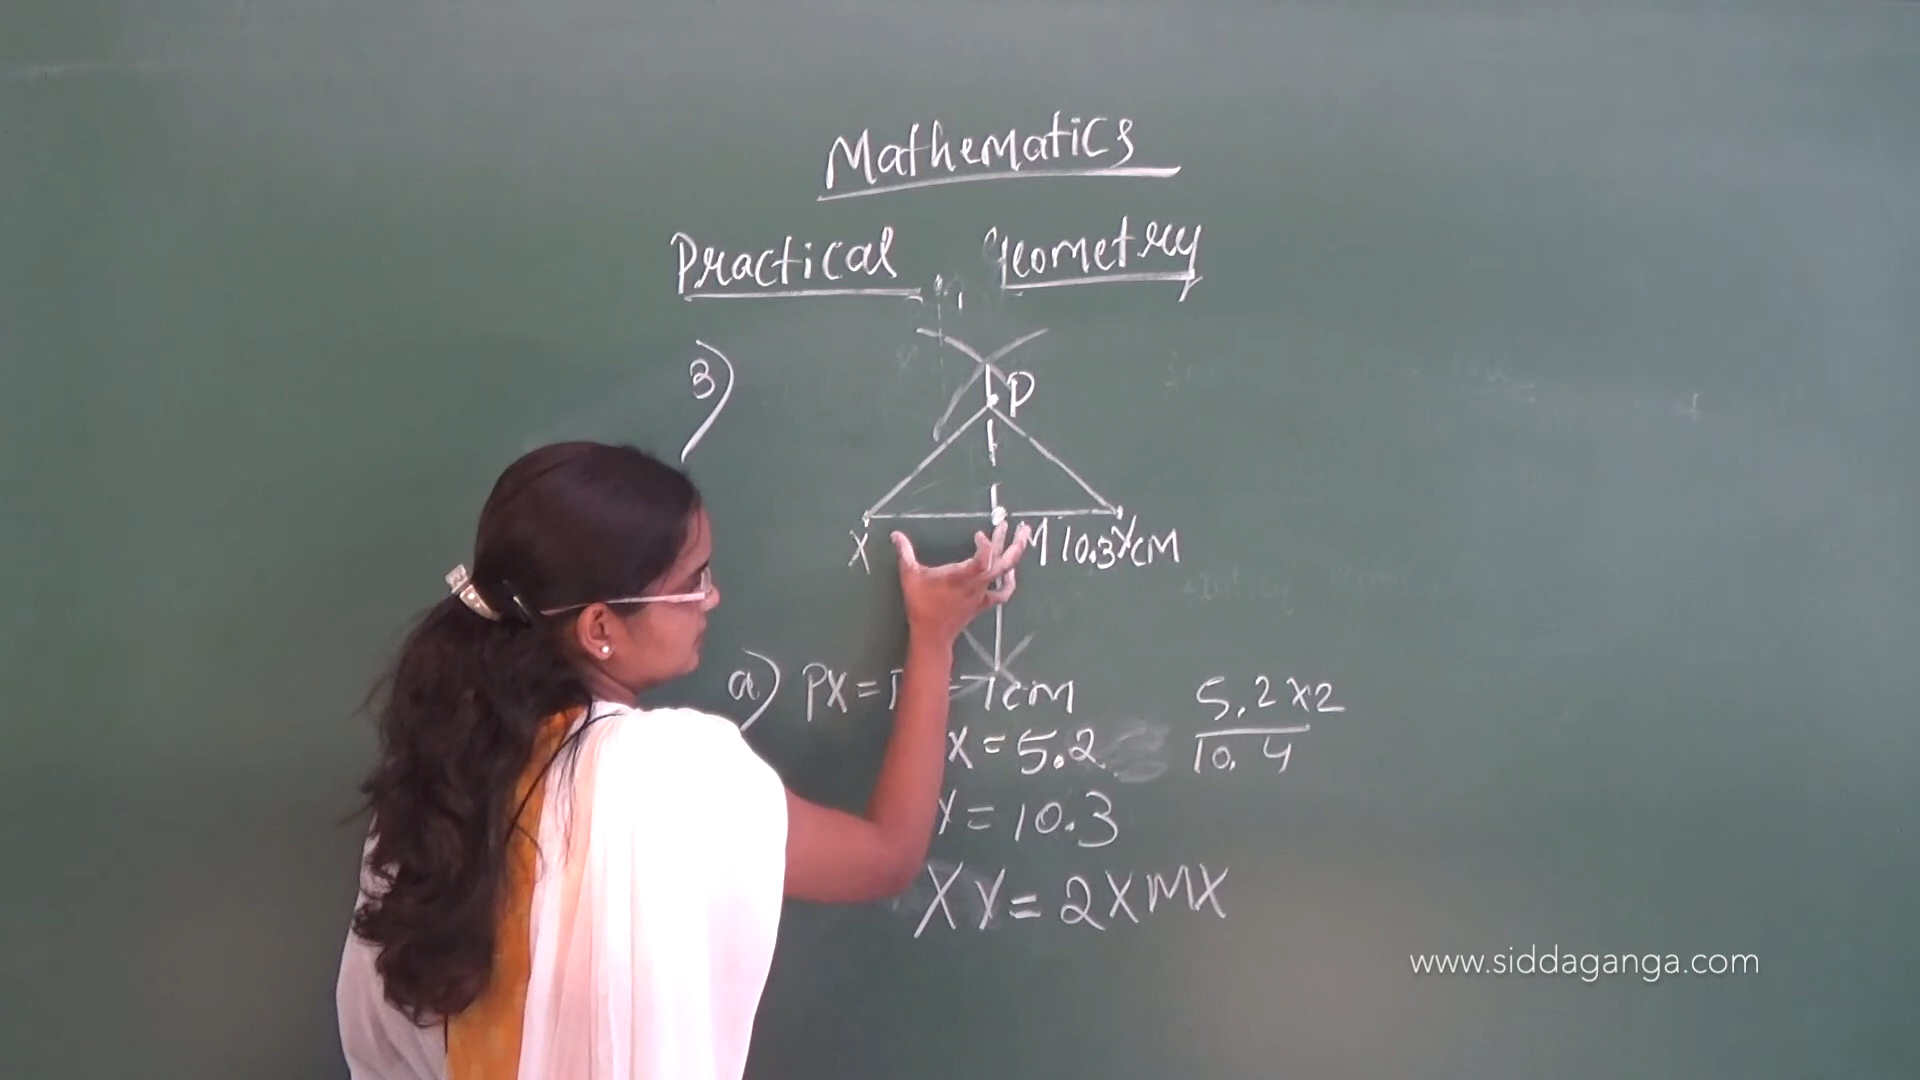 Mathematics
Practical Geometry
3)
P
X M 10.3 Y cM
a) PX = = 7cm
X = 5.2
5.2 x 2
10.4
Y = 10.3
XY = 2 X MX
www.siddaganga.com